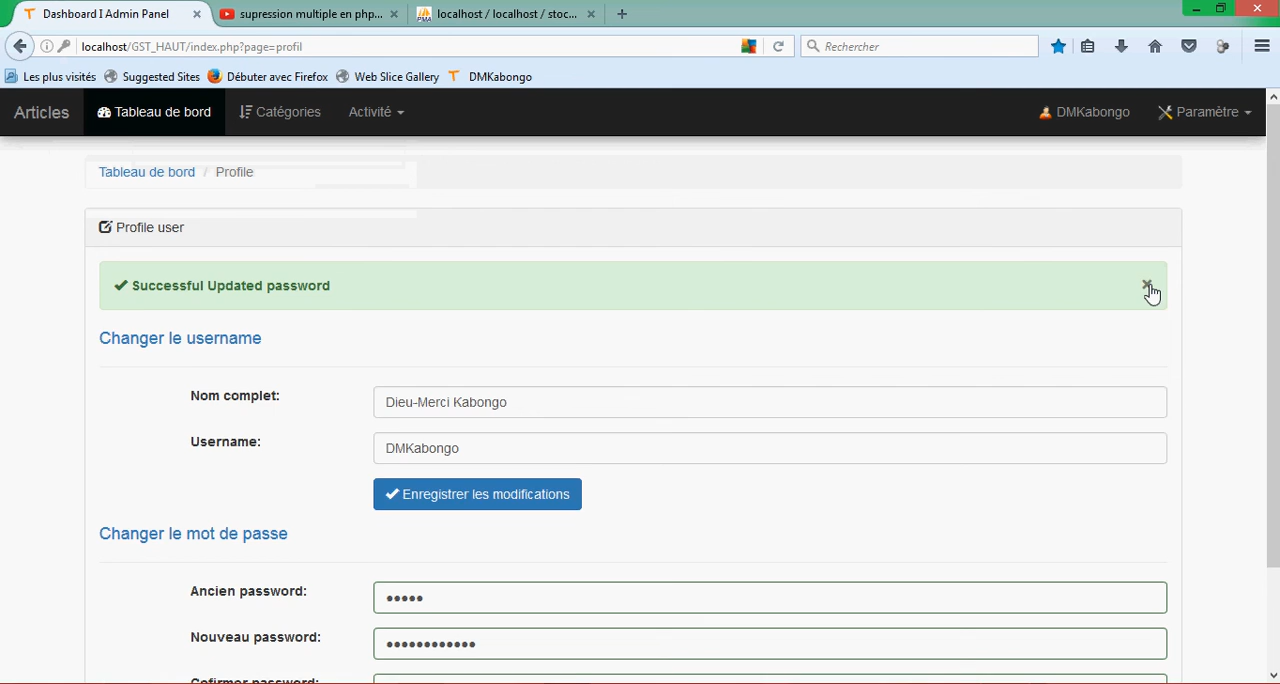 Dashboard I Admin Panel
supression multiple en php...
localhost / localhost / stoc...
localhost/GST_HAUT/index.php?page=profil
Rechercher
Les plus visités
Suggested Sites
Débuter avec Firefox
Web Slice Gallery
DMKabongo
Articles
Tableau de bord
Catégories
Activité
DMKabongo
Paramètre
Tableau de bord / Profile
Profile user
Successful Updated password
Changer le username
Nom complet:
Dieu-Merci Kabongo
Username:
DMKabongo
Enregistrer les modifications
Changer le mot de passe
Ancien password:
•••••
Nouveau password:
••••••••••••
Cofirmer password: